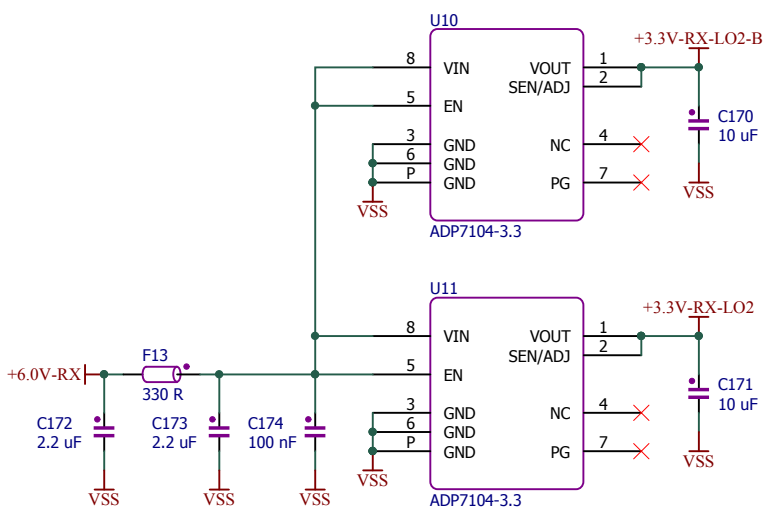 U10
+3.3V-RX-LO2-B
8 VIN VOUT 1
SEN/ADJ 2
5 EN
C170
10 uF
3 GND NC 4
6 GND
P GND PG 7
VSS
VSS
ADP7104-3.3
U11
+3.3V-RX-LO2
8 VIN VOUT 1
SEN/ADJ 2
F13
+6.0V-RX
5 EN
330 R
C171
10 uF
3 GND NC 4
C172
2.2 uF
C173
2.2 uF
C174
100 nF
6 GND
P GND PG 7
VSS
VSS
VSS
VSS
VSS
ADP7104-3.3